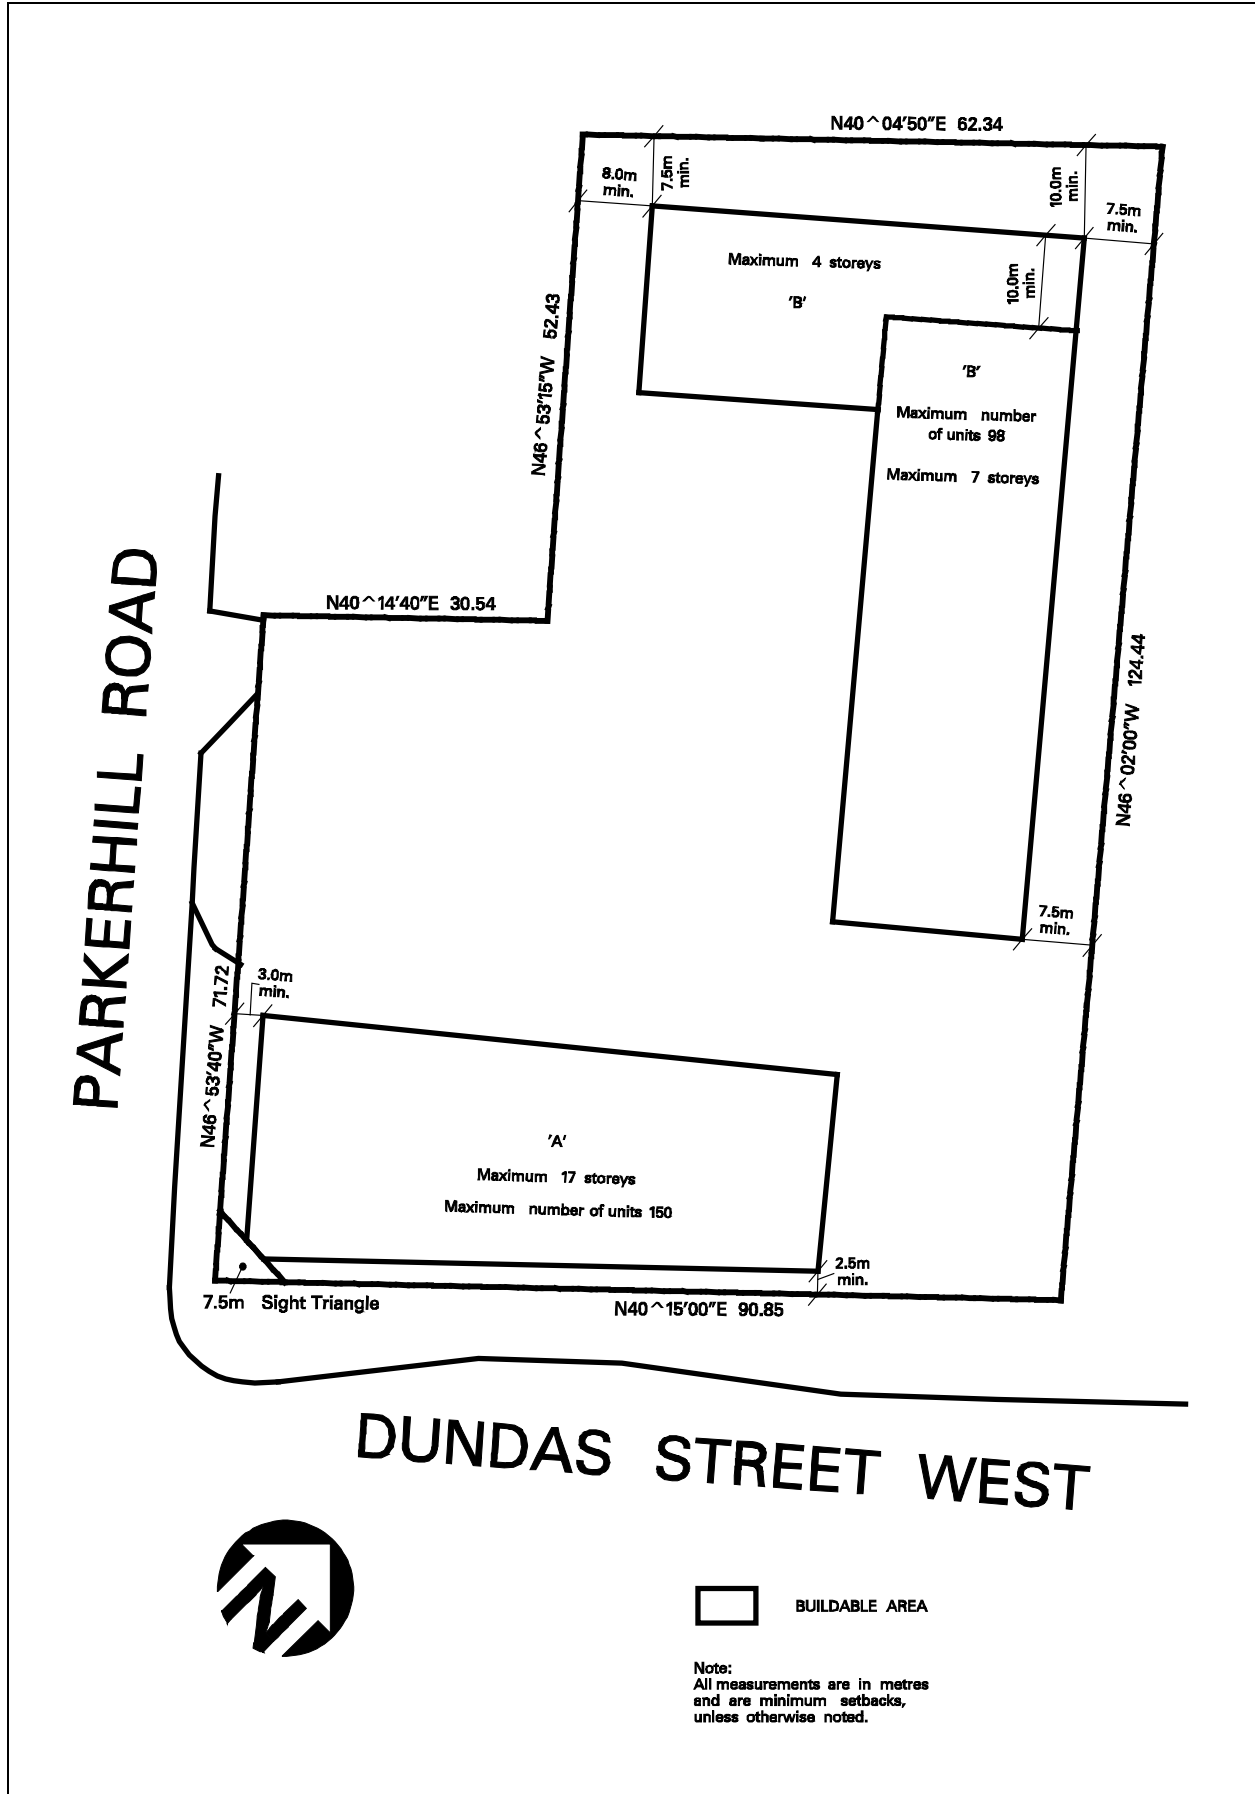 N40^04'50"E 62.34
8.0m
min.
7.5m
min.
10.0m
min.
7.5m
min.
Maximum 4 storeys
'B'
10.0m
min.
N46^53'15"W 52.43
'B'
Maximum number
of units 98
Maximum 7 storeys
N40^14'40"E 30.54
PARKERHILL ROAD
N46^02'00"W 124.44
7.5m
min.
3.0m
min.
N46^53'40"W 71.72
'A'
Maximum 17 storeys
Maximum number of units 150
2.5m
min.
7.5m Sight Triangle
N40^15'00"E 90.85
DUNDAS STREET WEST
N
BUILDABLE AREA
Note:
All measurements are in metres
and are minimum setbacks,
unless otherwise noted.